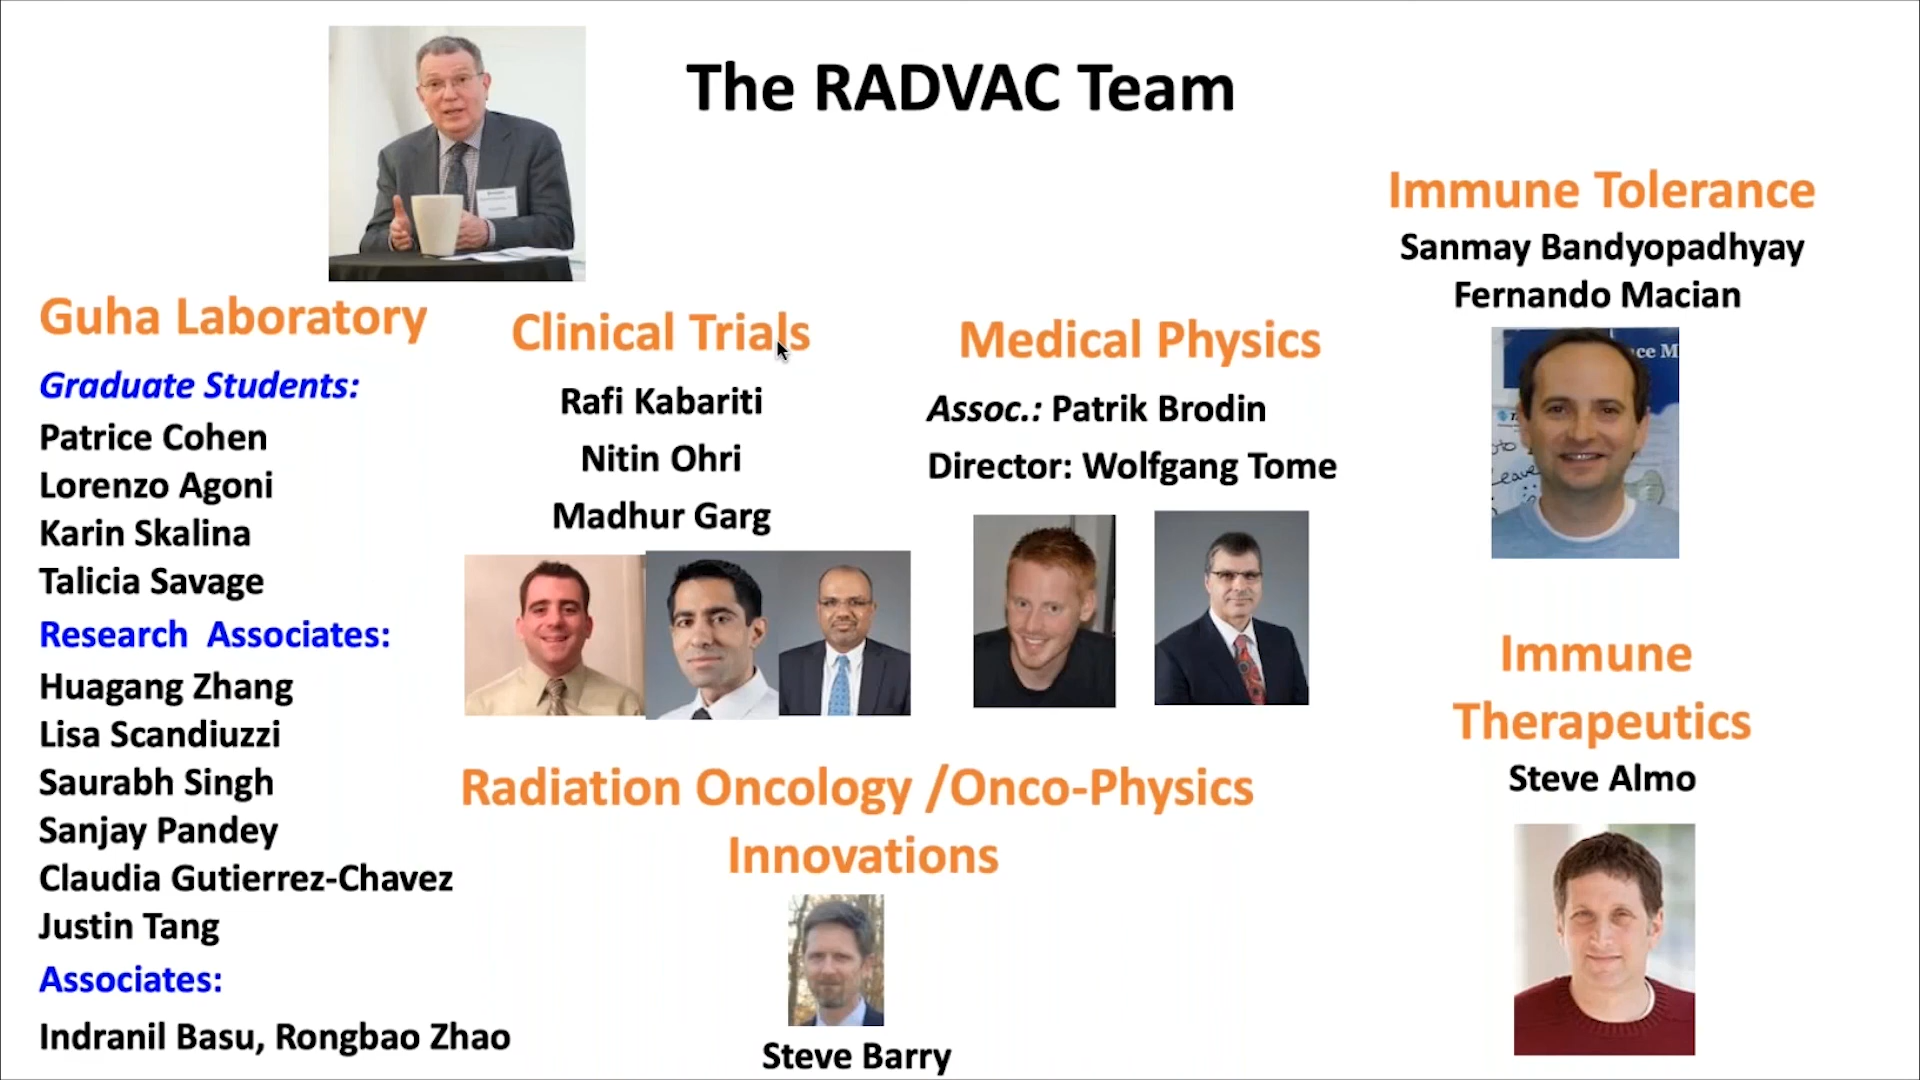 The RADVAC Team
Guha Laboratory
Graduate Students:
Patrice Cohen
Lorenzo Agoni
Karin Skalina
Talicia Savage
Research Associates:
Huagang Zhang
Lisa Scandiuzzi
Saurabh Singh
Sanjay Pandey
Claudia Gutierrez-Chavez
Justin Tang
Associates:
Indranil Basu, Rongbao Zhao
Clinical Trials
Rafi Kabariti
Nitin Ohri
Madhur Garg
Medical Physics
Assoc.: Patrik Brodin
Director: Wolfgang Tome
Radiation Oncology /Onco-Physics
Innovations
Steve Barry
Immune Tolerance
Sanmay Bandyopadhyay
Fernando Macian
Immune
Therapeutics
Steve Almo